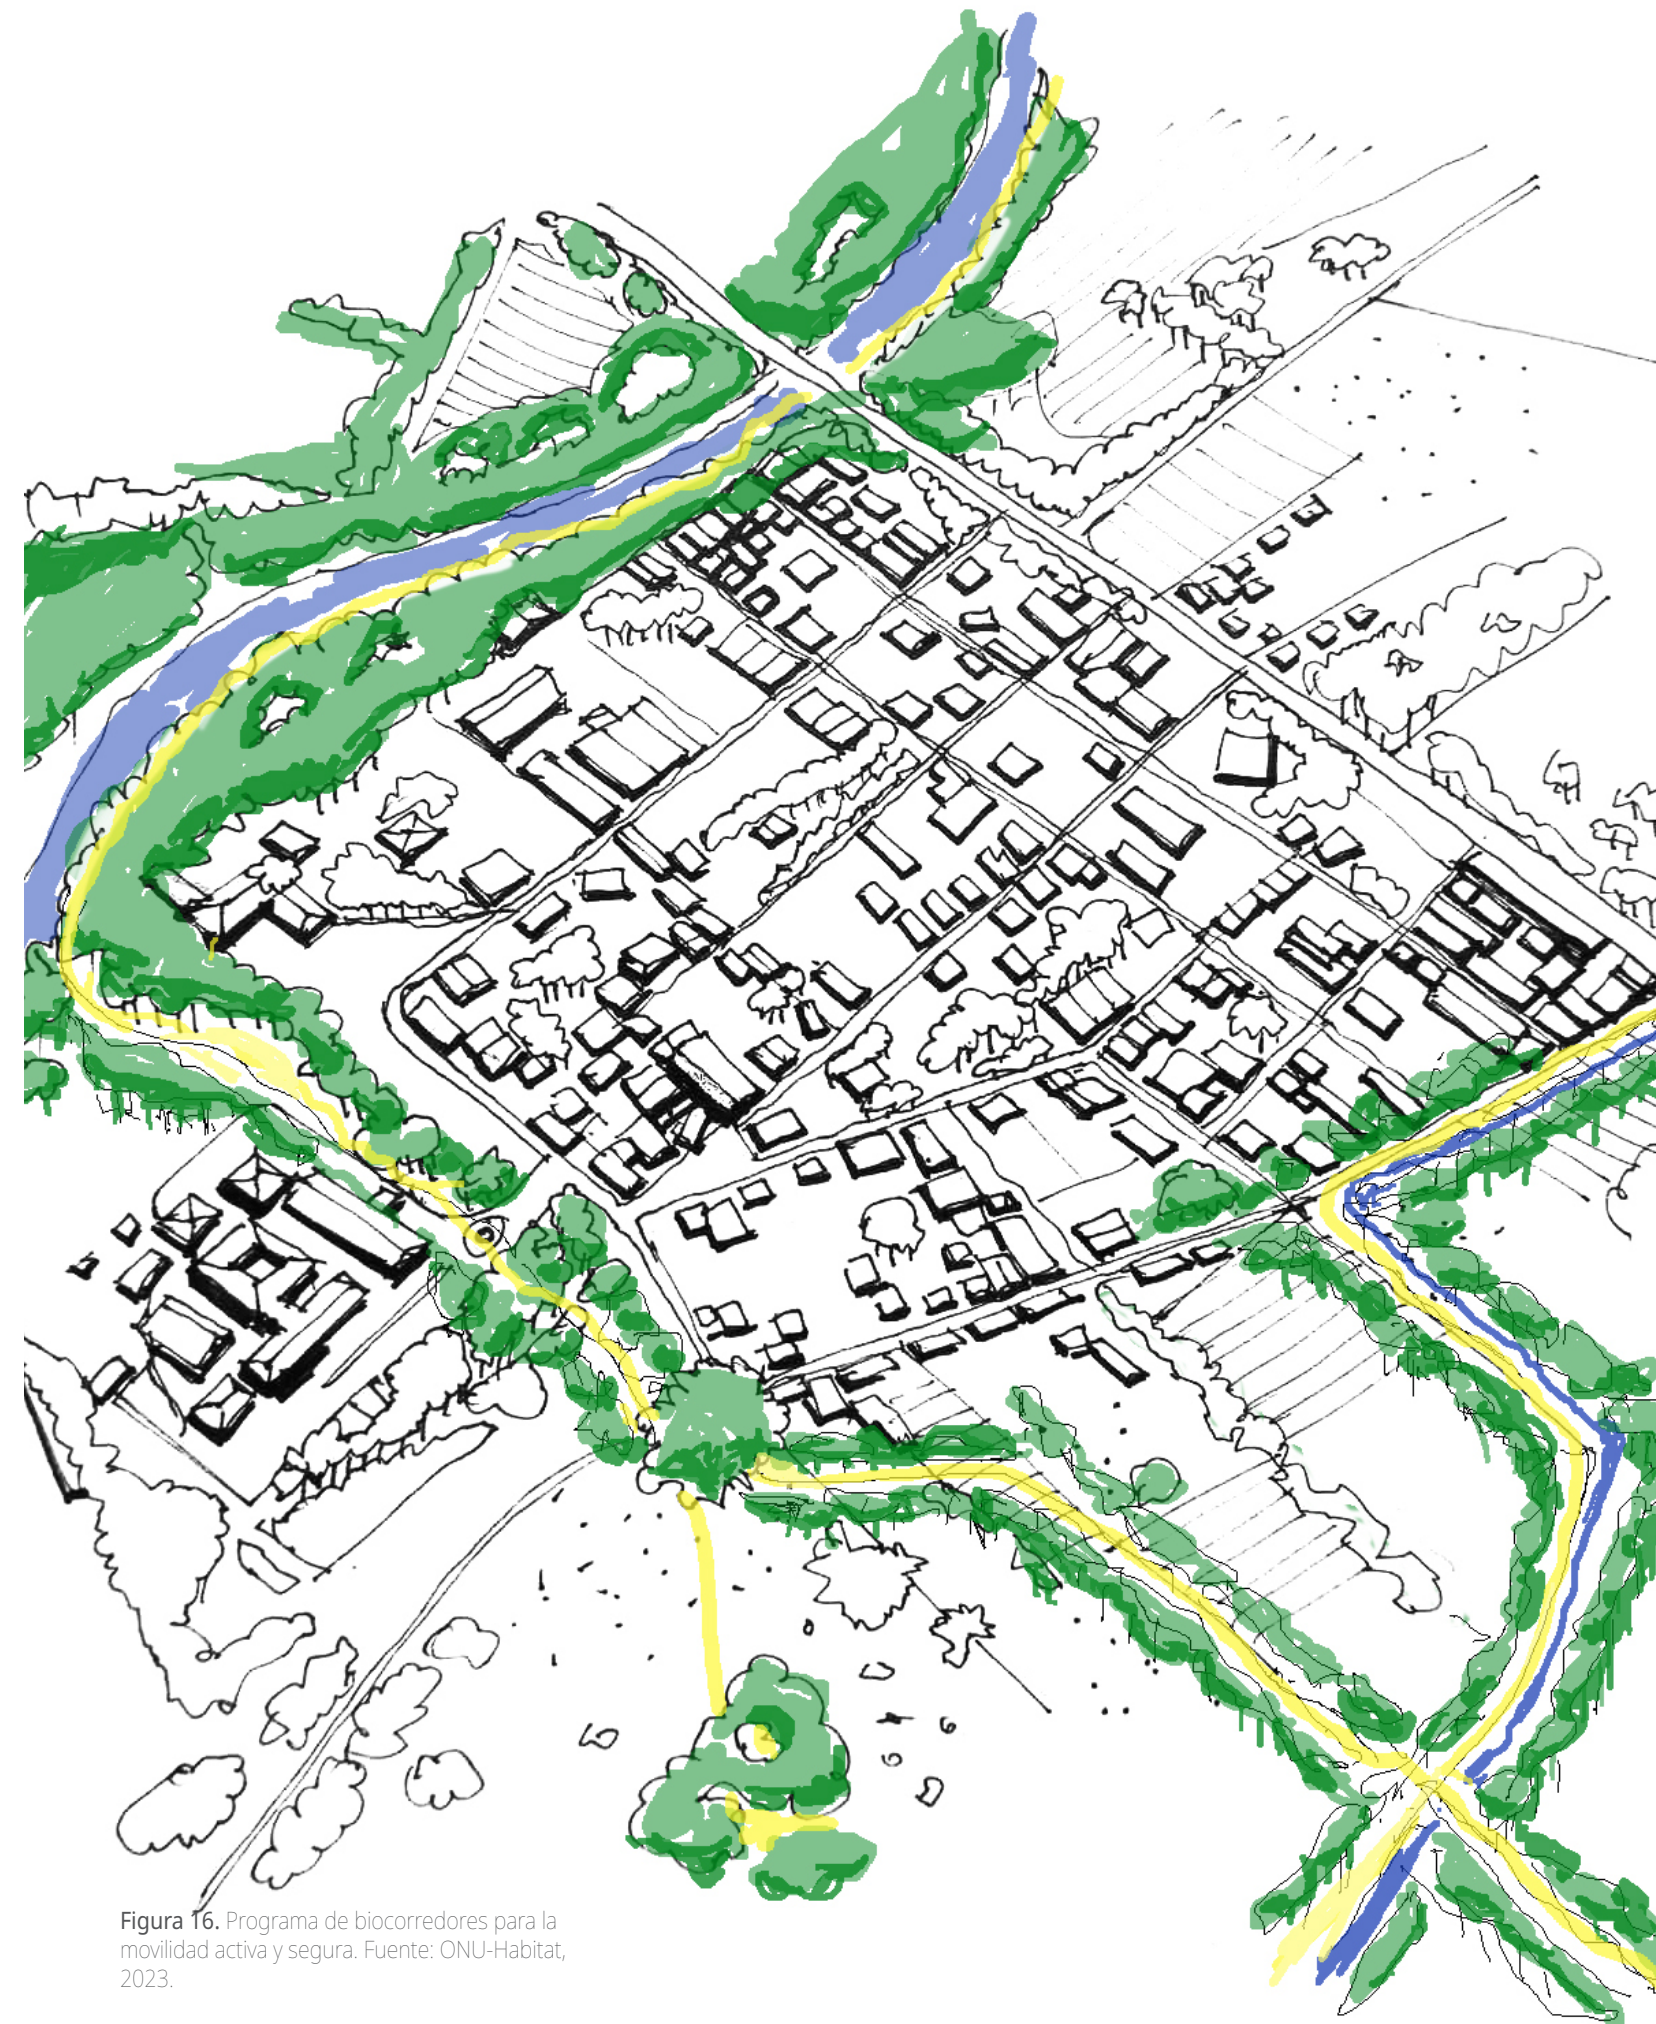 Figura 16. Programa de biocorredores para la
movilidad activa y segura. Fuente: ONU-Habitat,
2023.